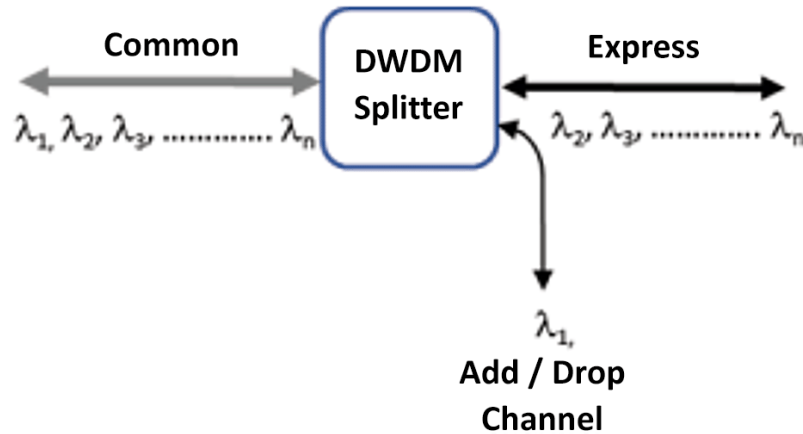 Common
DWDM
Splitter
Express
λ1, λ2, λ3, ............. λn
λ2, λ3, ............. λn
λ1,
Add / Drop
Channel